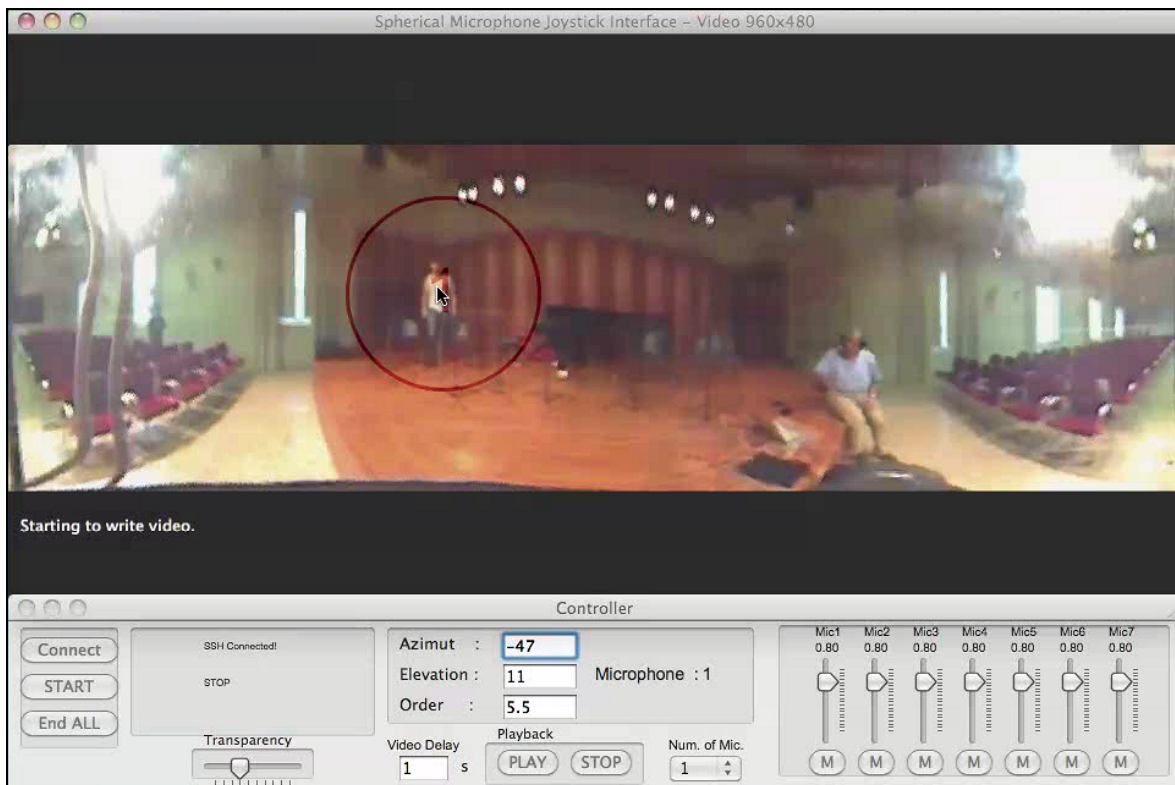 Spherical Microphone Joystick Interface – Video 960x480
Starting to write video.
Controller
Connect
START
End ALL
SSH Connected!
STOP
Transparency
Azimut :
-47
Elevation :
11
Microphone : 1
Order :
5.5
Video Delay
1 s
Playback
PLAY STOP
Num. of Mic.
1
Mic1 Mic2 Mic3 Mic4 Mic5 Mic6 Mic7
0.80 0.80 0.80 0.80 0.80 0.80 0.80
M M M M M M M